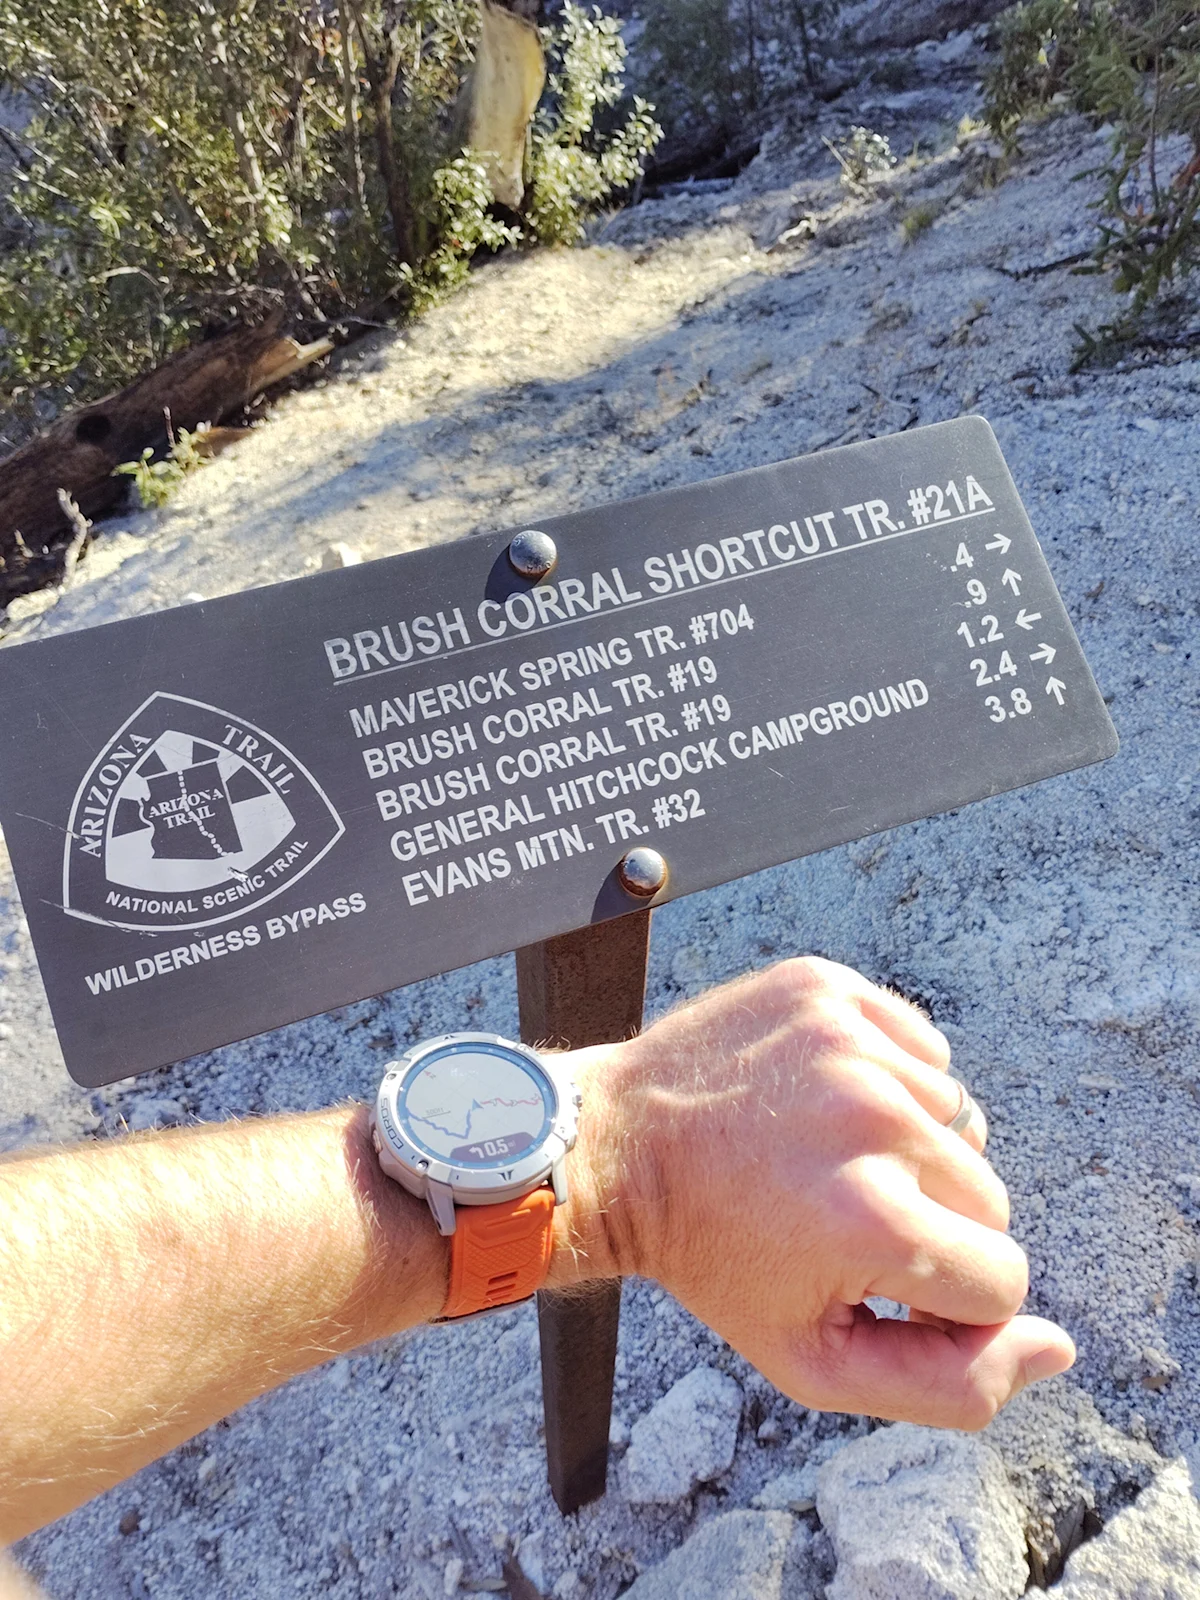 BRUSH CORRAL SHORTCUT TR. #21A
MAVERICK SPRING TR. #704 .4 →
BRUSH CORRAL TR. #19 .9 ↑
BRUSH CORRAL TR. #19 1.2 ←
GENERAL HITCHCOCK CAMPGROUND 2.4 →
EVANS MTN. TR. #32 3.8 ↑
ARIZONA TRAIL
ARIZONA
TRAIL
NATIONAL SCENIC TRAIL
WILDERNESS BYPASS
COROS
0.5